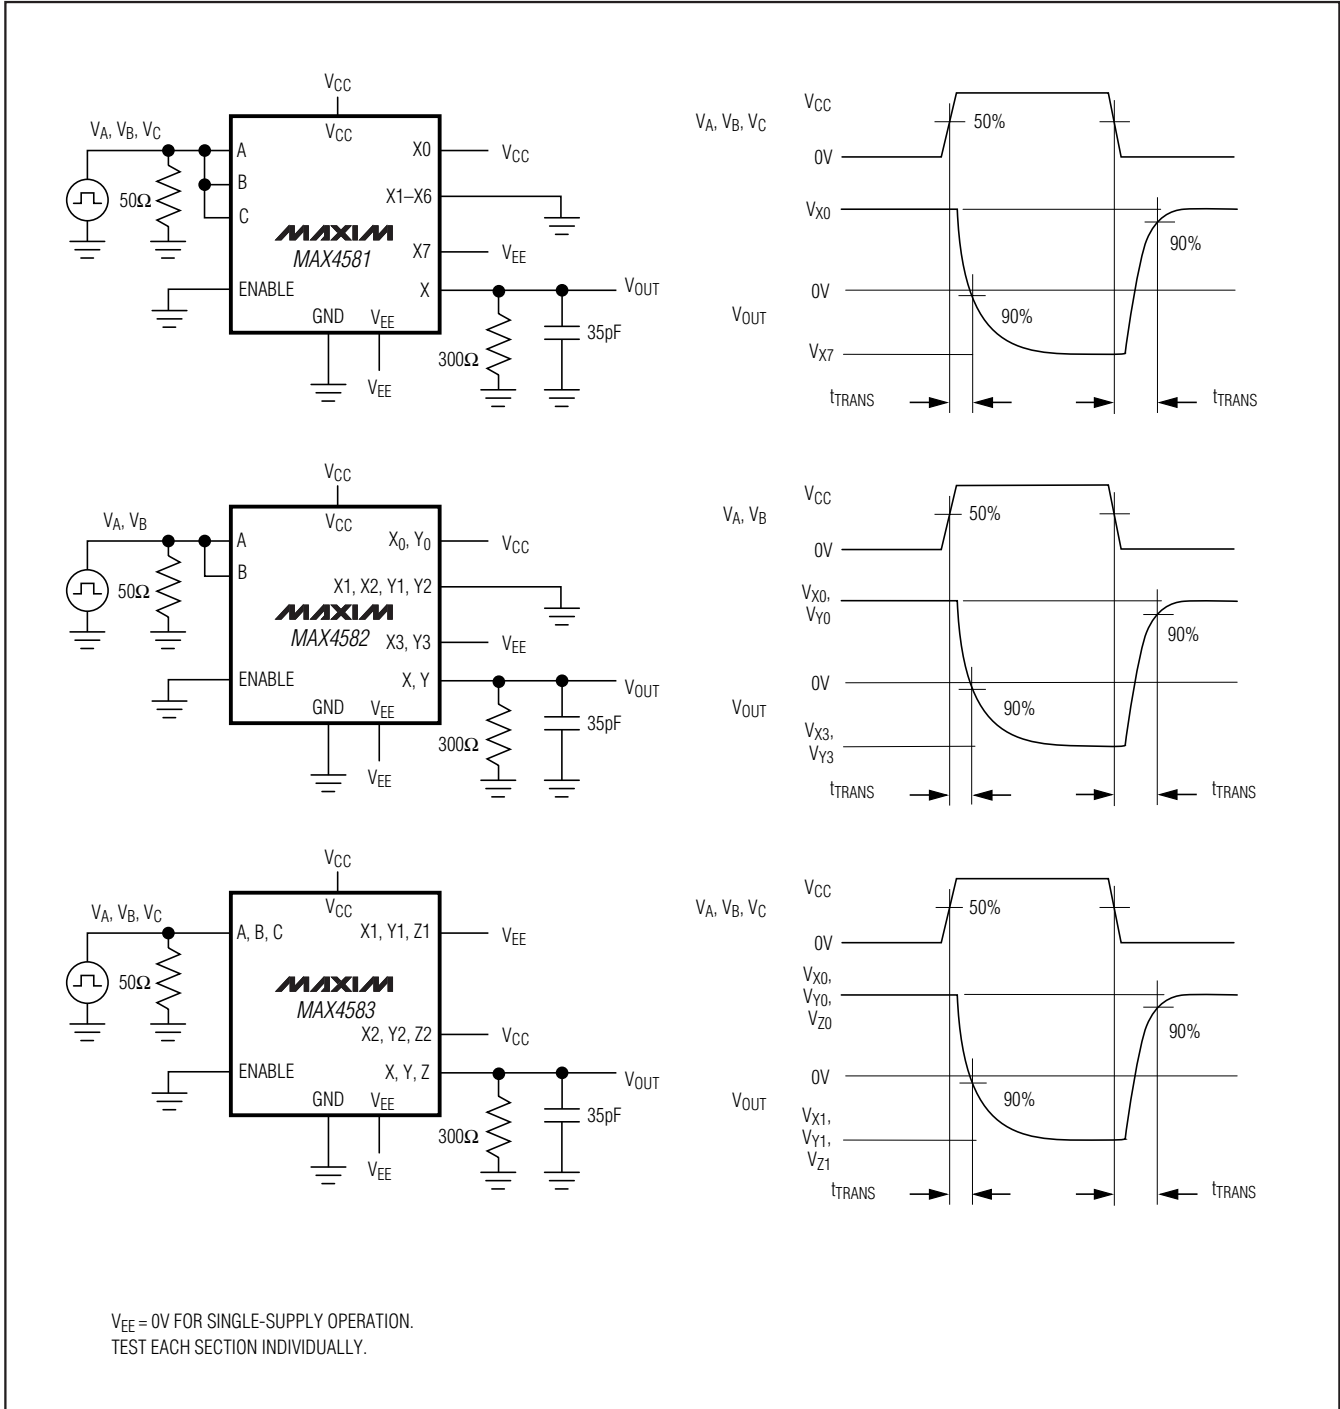 VCC
VCC
VA, VB, VC
50Ω
A
B
C
ENABLE
MAXIM
MAX4581
GND
VEE
X0
X1–X6
X7
X
VCC
VEE
VOUT
300Ω
35pF
VEE
VA, VB, VC
VCC
0V
50%
VX0
0V
VOUT
VX7
90%
90%
tTRANS
tTRANS
VCC
VCC
VA, VB
50Ω
A
B
ENABLE
MAXIM
MAX4582
GND
VEE
X0, Y0
X1, X2, Y1, Y2
X3, Y3
X, Y
VCC
VEE
VOUT
300Ω
35pF
VEE
VA, VB
VCC
0V
50%
VX0,
VY0
0V
VOUT
VX3,
VY3
90%
90%
tTRANS
tTRANS
VCC
VCC
VA, VB, VC
50Ω
A, B, C
ENABLE
MAXIM
MAX4583
GND
VEE
X1, Y1, Z1
X2, Y2, Z2
X, Y, Z
VEE
VCC
VOUT
300Ω
35pF
VEE
VA, VB, VC
VCC
0V
50%
VX0,
VY0,
VZ0
0V
VOUT
VX1,
VY1,
VZ1
90%
90%
tTRANS
tTRANS
VEE = 0V FOR SINGLE-SUPPLY OPERATION.
TEST EACH SECTION INDIVIDUALLY.